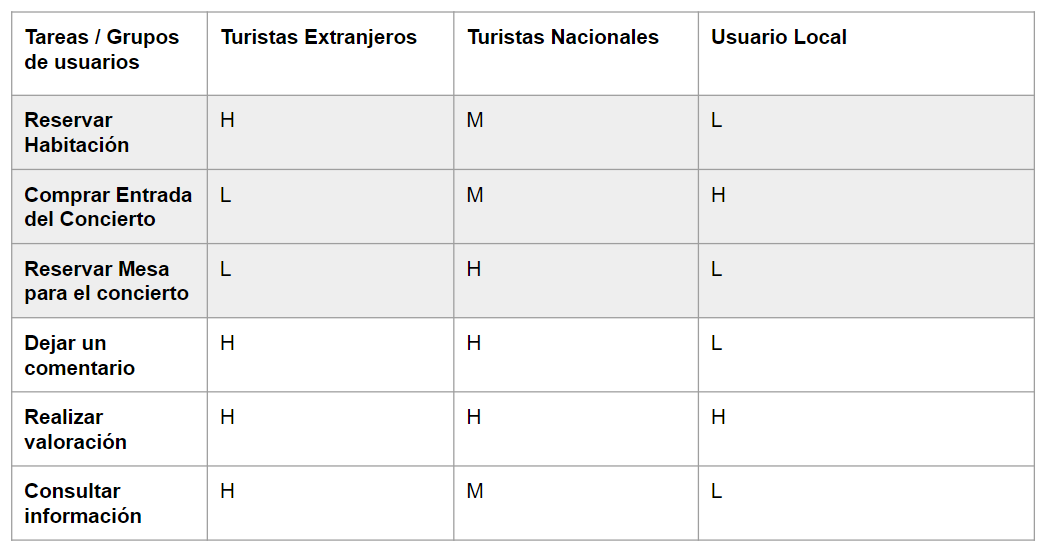 Tareas / Grupos de usuarios Turistas Extranjeros Turistas Nacionales Usuario Local
Reservar Habitación H M L
Comprar Entrada del Concierto L M H
Reservar Mesa para el concierto L H L
Dejar un comentario H H L
Realizar valoración H H H
Consultar información H M L